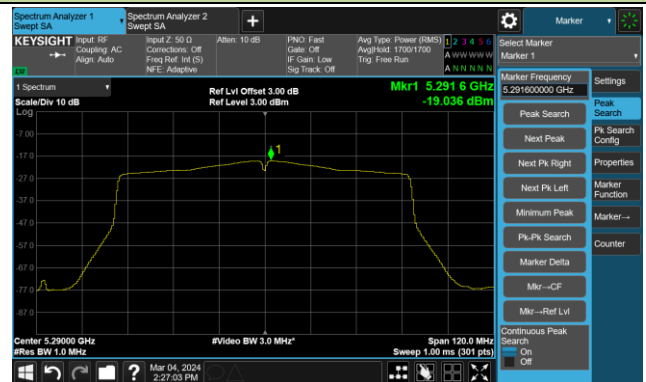 Spectrum Analyzer 1
Swept SA
Spectrum Analyzer 2
Swept SA
+
Marker
KEYSIGHT
Input: RF
Coupling: AC
Align: Auto
Input Z: 50 Ω
Corrections: Off
Freq Ref: Int (S)
NFE: Adaptive
Atten: 10 dB
PNO: Fast
Gate: Off
IF Gain: Low
Sig Track: Off
Avg Type: Power (RMS)
Avg|Hold: 1700/1700
Trig: Free Run
1 2 3 4 5 6
A W W W W W
A N N N N N
Select Marker
Marker 1
1 Spectrum
Scale/Div 10 dB
Log
Ref Lvl Offset 3.00 dB
Ref Level 3.00 dBm
Mkr1 5.291 6 GHz
-19.036 dBm
1
-7.00
-17.0
-27.0
-37.0
-47.0
-57.0
-67.0
-77.0
-87.0
Center 5.29000 GHz
#Res BW 1.0 MHz
#Video BW 3.0 MHz*
Span 120.0 MHz
Sweep 1.00 ms (301 pts)
Marker Frequency
5.291600000 GHz
Peak Search
Next Peak
Next Pk Right
Next Pk Left
Minimum Peak
Pk-Pk Search
Marker Delta
Mkr→CF
Mkr→Ref Lvl
Continuous Peak
Search
On
Off
Settings
Peak
Search
Pk Search
Config
Properties
Marker
Function
Marker→
Counter
?
Mar 04, 2024
2:27:03 PM